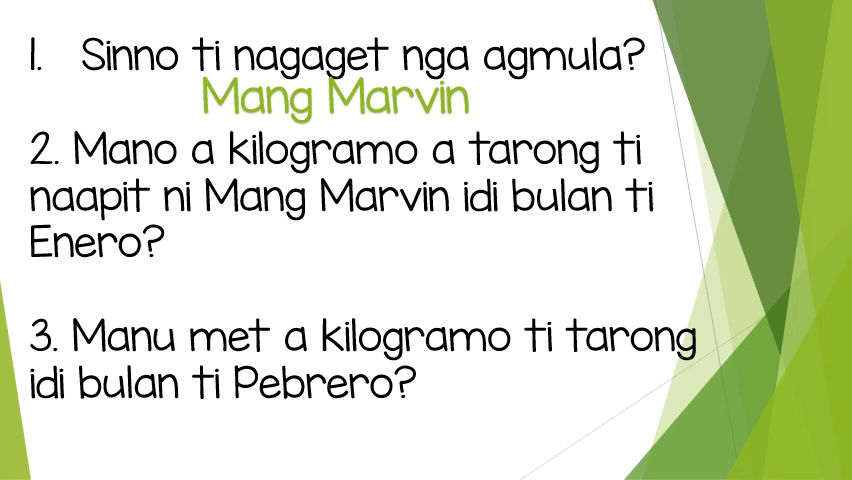 1. Sinno ti nagaget nga agmula?
Mang Marvin
2. Mano a kilogramo a tarong ti
naapit ni Mang Marvin idi bulan ti
Enero?
3. Manu met a kilogramo ti tarong
idi bulan ti Pebrero?